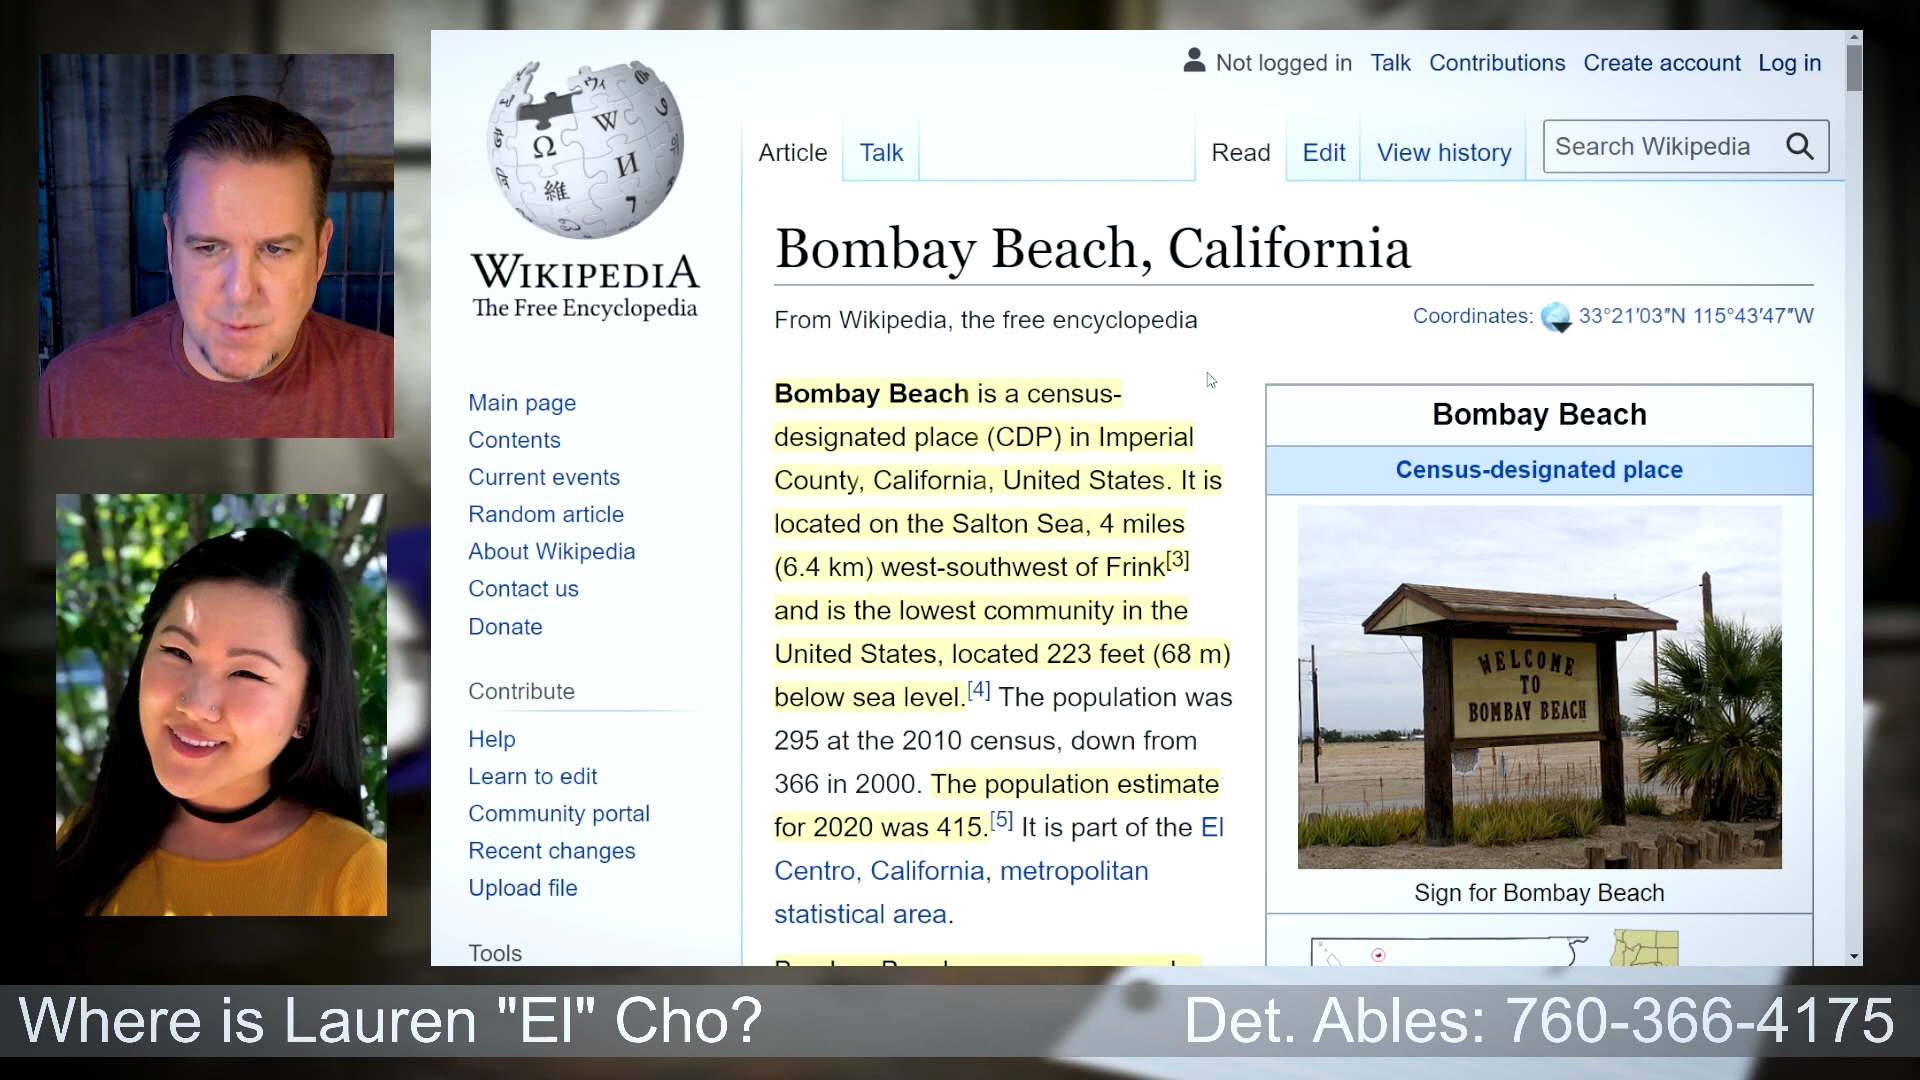 Not logged in Talk Contributions Create account Log in
Article Talk Read Edit View history Search Wikipedia
WIKIPEDIA
The Free Encyclopedia
Main page
Contents
Current events
Random article
About Wikipedia
Contact us
Donate
Contribute
Help
Learn to edit
Community portal
Recent changes
Upload file
Tools
Bombay Beach, California
From Wikipedia, the free encyclopedia
Coordinates: 33°21′03″N 115°43′47″W
Bombay Beach is a census-
designated place (CDP) in Imperial
County, California, United States. It is
located on the Salton Sea, 4 miles
(6.4 km) west-southwest of Frink[3]
and is the lowest community in the
United States, located 223 feet (68 m)
below sea level.[4] The population was
295 at the 2010 census, down from
366 in 2000. The population estimate
for 2020 was 415.[5] It is part of the El
Centro, California, metropolitan
statistical area.
Bombay Beach
Census-designated place
WELCOME
TO
BOMBAY BEACH
Sign for Bombay Beach
Where is Lauren "El" Cho?
Det. Ables: 760-366-4175